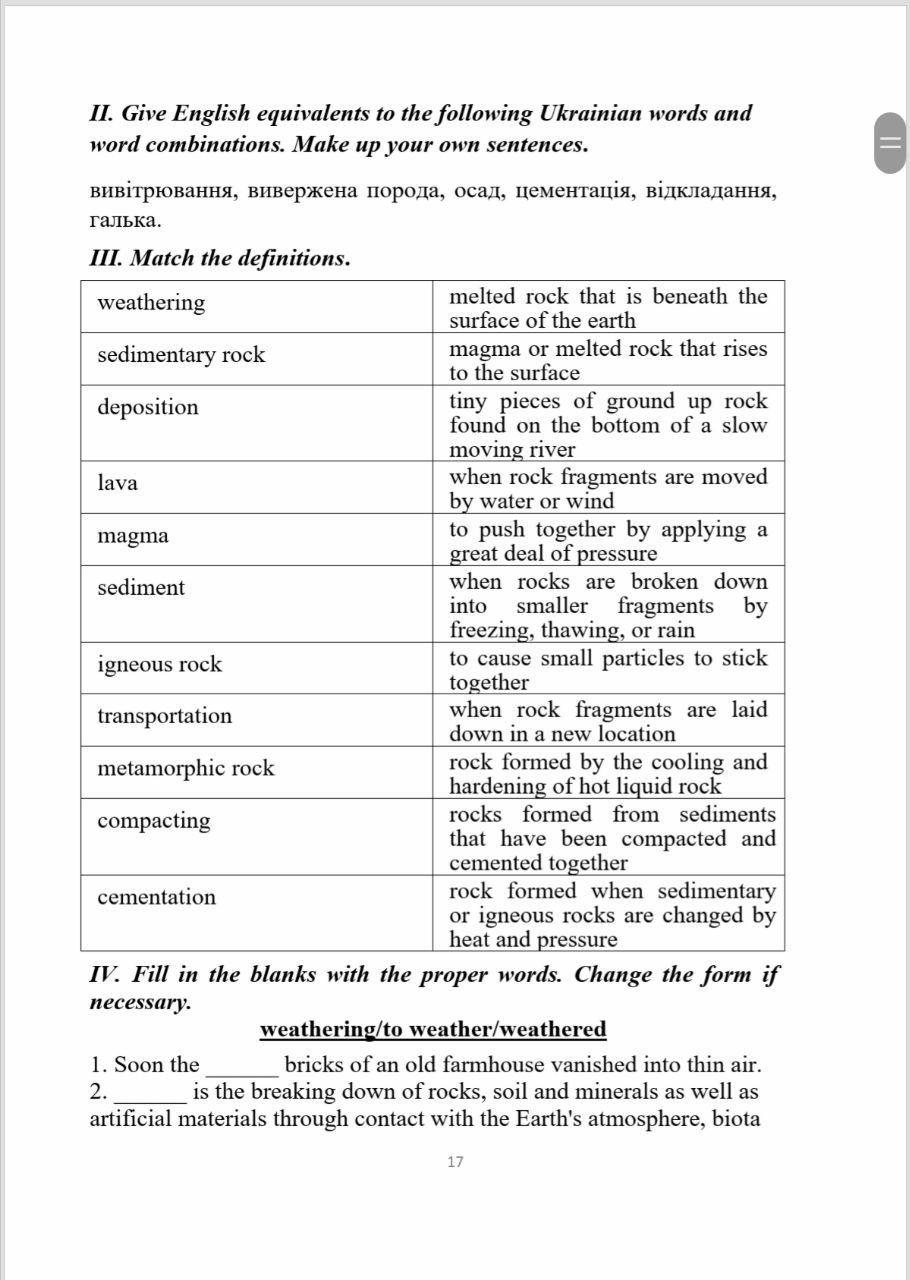 II. Give English equivalents to the following Ukrainian words and
word combinations. Make up your own sentences.
вивітрювання, вивержена порода, осад, цементація, відкладання,
галька.
III. Match the definitions.
weathering
melted rock that is beneath the
surface of the earth
sedimentary rock
magma or melted rock that rises
to the surface
deposition
tiny pieces of ground up rock
found on the bottom of a slow
moving river
lava
when rock fragments are moved
by water or wind
magma
to push together by applying a
great deal of pressure
sediment
when rocks are broken down
into smaller fragments by
freezing, thawing, or rain
igneous rock
to cause small particles to stick
together
transportation
when rock fragments are laid
down in a new location
metamorphic rock
rock formed by the cooling and
hardening of hot liquid rock
compacting
rocks formed from sediments
that have been compacted and
cemented together
cementation
rock formed when sedimentary
or igneous rocks are changed by
heat and pressure
IV. Fill in the blanks with the proper words. Change the form if
necessary.
weathering/to weather/weathered
1. Soon the ______ bricks of an old farmhouse vanished into thin air.
2. ______ is the breaking down of rocks, soil and minerals as well as
artificial materials through contact with the Earth's atmosphere, biota
17